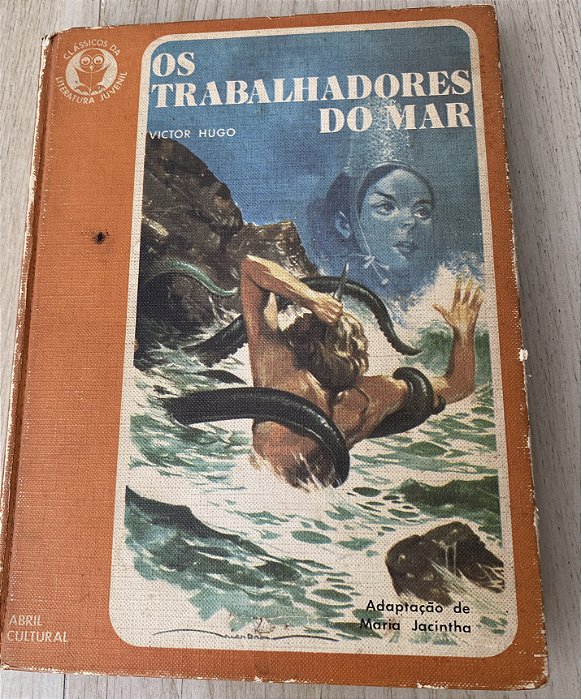 CLÁSSICOS DA
LITERATURA JUVENIL
OS
TRABALHADORES
DO MAR
VICTOR HUGO
Adaptação de
Maria Jacintha
ABRIL
CULTURAL